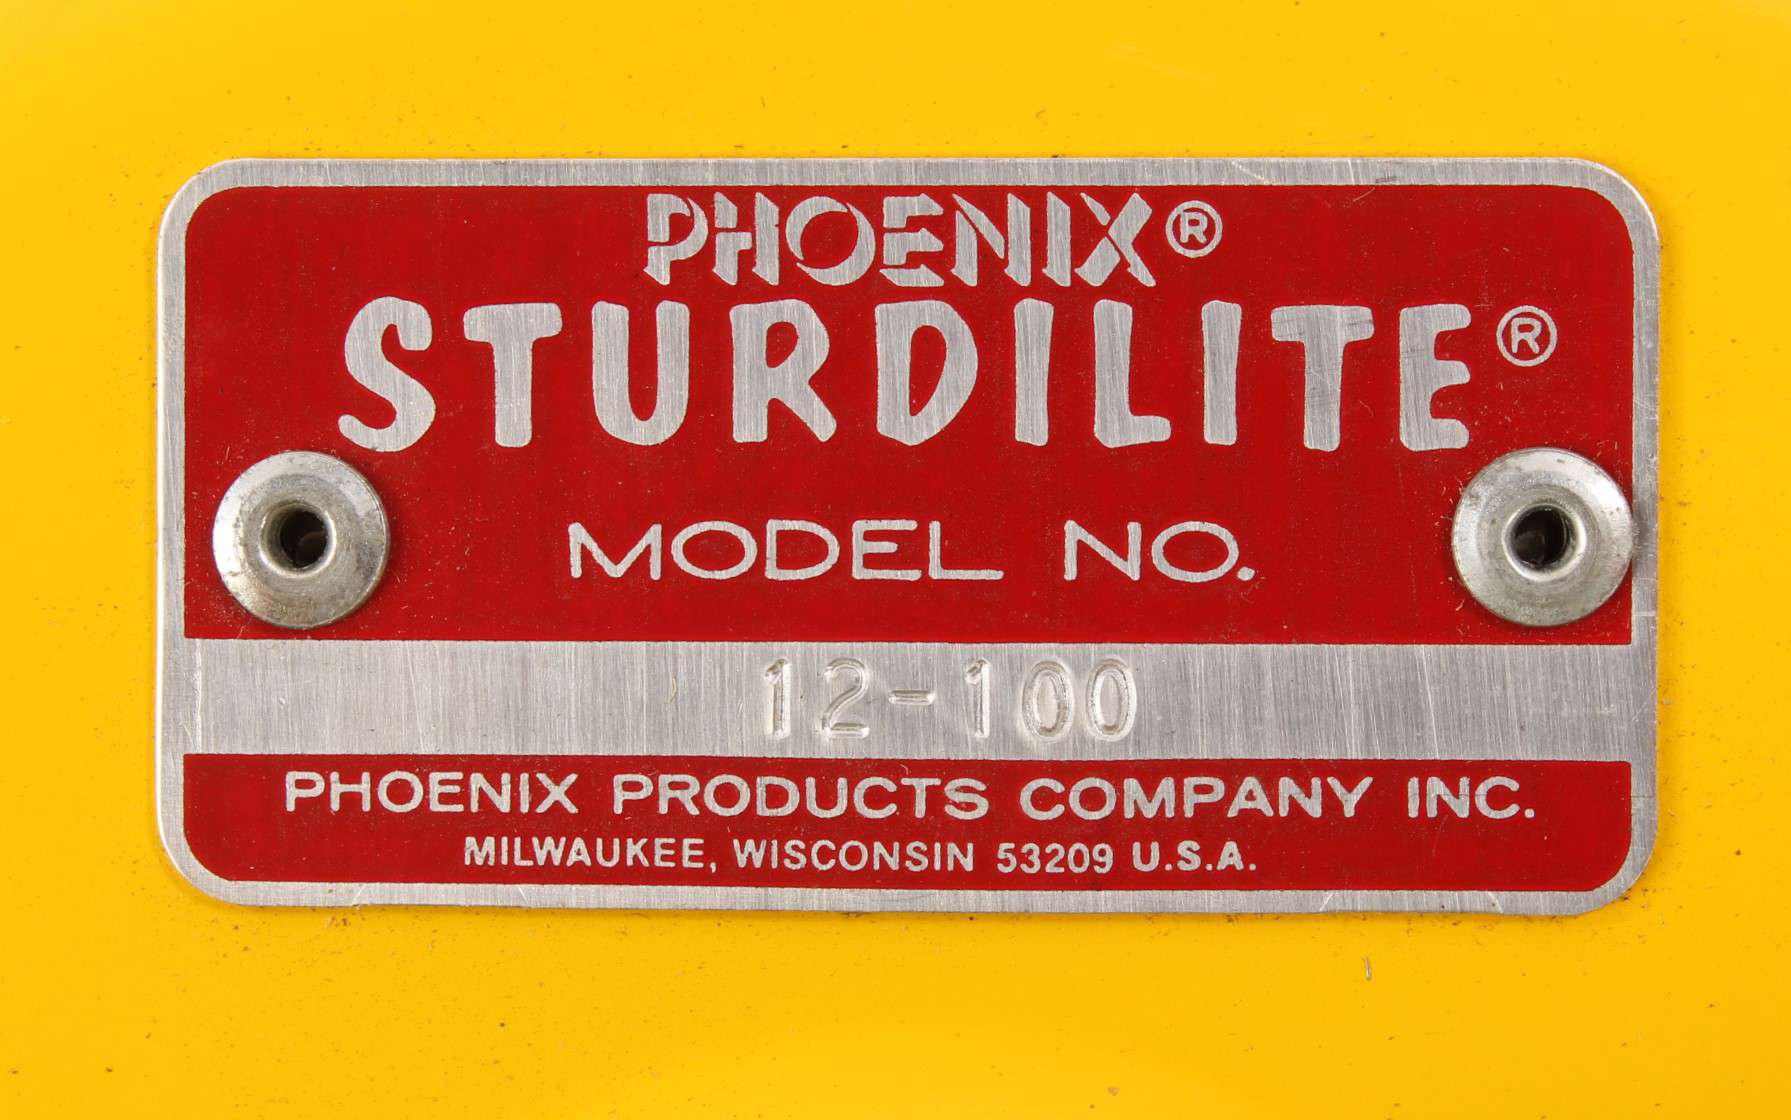 PHOENIX®
STURDILITE®
MODEL NO.
12-100
PHOENIX PRODUCTS COMPANY INC.
MILWAUKEE, WISCONSIN 53209 U.S.A.